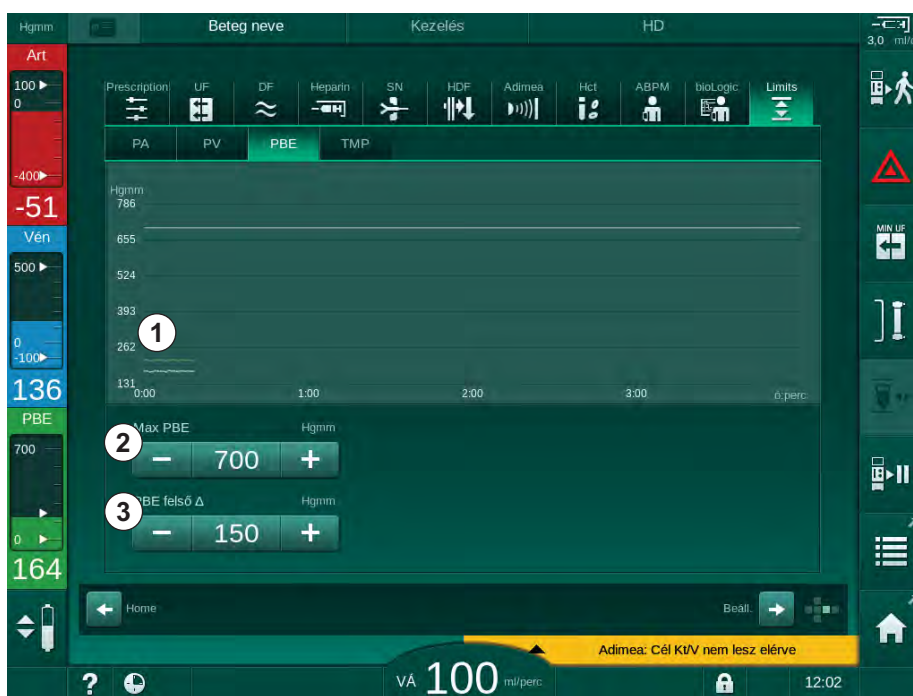 Hgmm
Beteg neve
Kezelés
HD
3,0
Art
100
0
-400
-51
Vén
500
0
-100
136
PBE
700
0
164
Prescription
UF
DF
Heparin
SN
HDF
Adimea
Hct
ABPM
bioLogic
Limits
PA
PV
PBE
TMP
Hgmm
786
655
524
393
262
131
0:00
1:00
2:00
3:00
ó:perc
1
2
Max PBE
Hgmm
− 700 +
3
PBE felső Δ
Hgmm
− 150 +
MIN UF
Home
Beáll.
Adimea: Cél Kt/V nem lesz elérve
?
VÁ 100 ml/perc
12:02